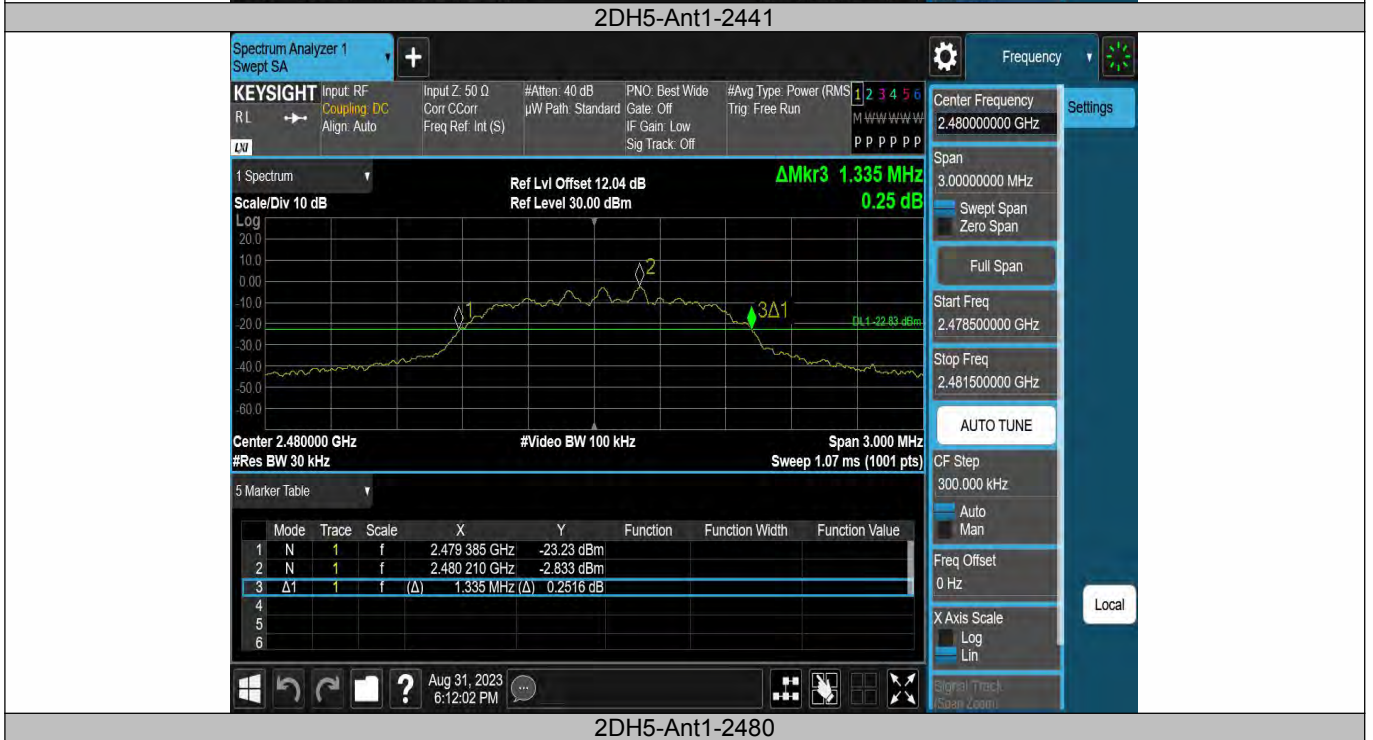 2DH5-Ant1-2441
Spectrum Analyzer 1
Swept SA
+
Frequency
KEYSIGHT
RL
LXI
Input: RF
Coupling: DC
Align: Auto
Input Z: 50 Ω
Corr CCorr
Freq Ref: Int (S)
#Atten: 40 dB
µW Path: Standard
PNO: Best Wide
Gate: Off
IF Gain: Low
Sig Track: Off
#Avg Type: Power (RMS
Trig: Free Run
1 2 3 4 5 6
M W W W W W
P P P P P P
Center Frequency
2.480000000 GHz
Settings
Span
3.00000000 MHz
Swept Span
Zero Span
Full Span
Start Freq
2.478500000 GHz
Stop Freq
2.481500000 GHz
AUTO TUNE
CF Step
300.000 kHz
Auto
Man
Freq Offset
0 Hz
X Axis Scale
Log
Lin
Signal Track
(Span Zoom)
Local
1 Spectrum
Scale/Div 10 dB
Ref Lvl Offset 12.04 dB
Ref Level 30.00 dBm
ΔMkr3 1.335 MHz
0.25 dB
Log
20.0
10.0
0.00
-10.0
-20.0
-30.0
-40.0
-50.0
-60.0
1
2
3Δ1
DL1 -22.83 dBm
Center 2.480000 GHz
#Video BW 100 kHz
Span 3.000 MHz
#Res BW 30 kHz
Sweep 1.07 ms (1001 pts)
5 Marker Table
Mode Trace Scale X Y Function Function Width Function Value
1 N 1 f 2.479 385 GHz -23.23 dBm
2 N 1 f 2.480 210 GHz -2.833 dBm
3 Δ1 1 f (Δ) 1.335 MHz (Δ) 0.2516 dB
4
5
6
?
Aug 31, 2023
6:12:02 PM
2DH5-Ant1-2480